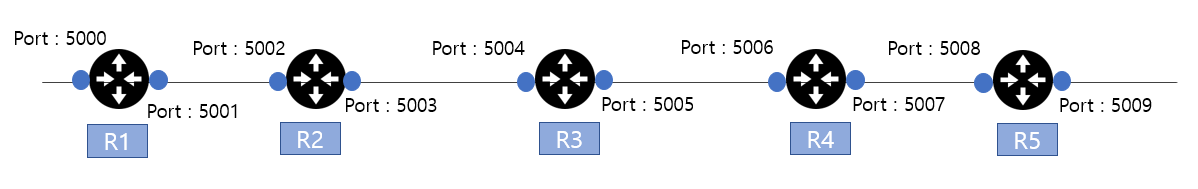 Port : 5000
Port : 5002
Port : 5004
Port : 5006
Port : 5008
Port : 5001
Port : 5003
Port : 5005
Port : 5007
Port : 5009
R1
R2
R3
R4
R5